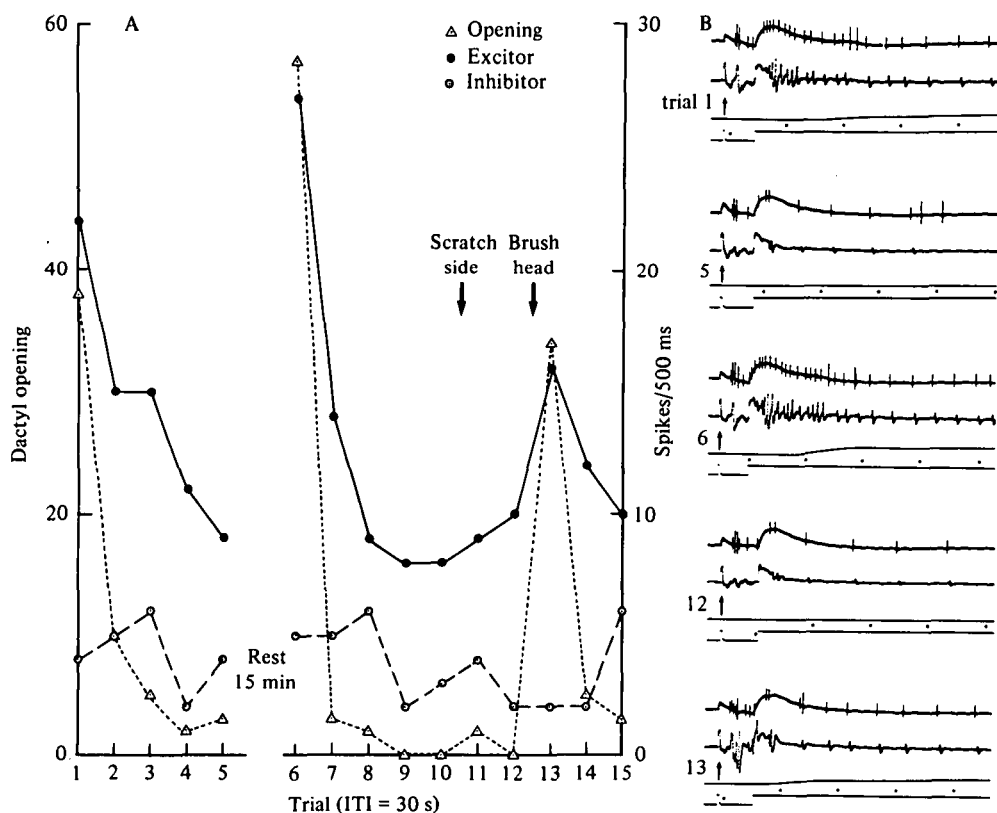 60
A
Opening
Excitor
Inhibitor
30
B
40
20
0
Dactyl opening
Scratch
side
Brush
head
20
10
0
Spikes/500 ms
Rest
15 min
1 2 3 4 5 6 7 8 9 10 11 12 13 14 15
Trial (ITI = 30 s)
trial 1
5
6
12
13